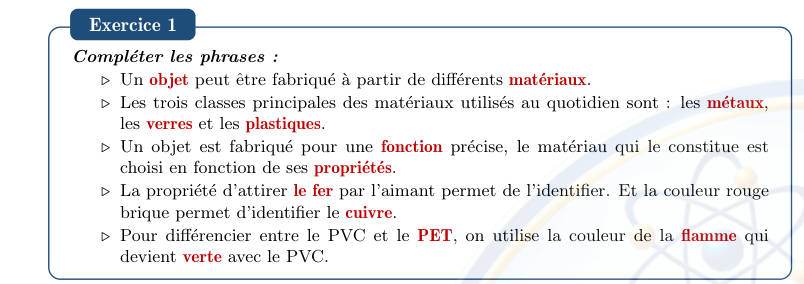 Exercice 1
Compléter les phrases :
▷ Un objet peut être fabriqué à partir de différents matériaux.
▷ Les trois classes principales des matériaux utilisés au quotidien sont : les métaux,
les verres et les plastiques.
▷ Un objet est fabriqué pour une fonction précise, le matériau qui le constitue est
choisi en fonction de ses propriétés.
▷ La propriété d'attirer le fer par l'aimant permet de l'identifier. Et la couleur rouge
brique permet d'identifier le cuivre.
▷ Pour différencier entre le PVC et le PET, on utilise la couleur de la flamme qui
devient verte avec le PVC.